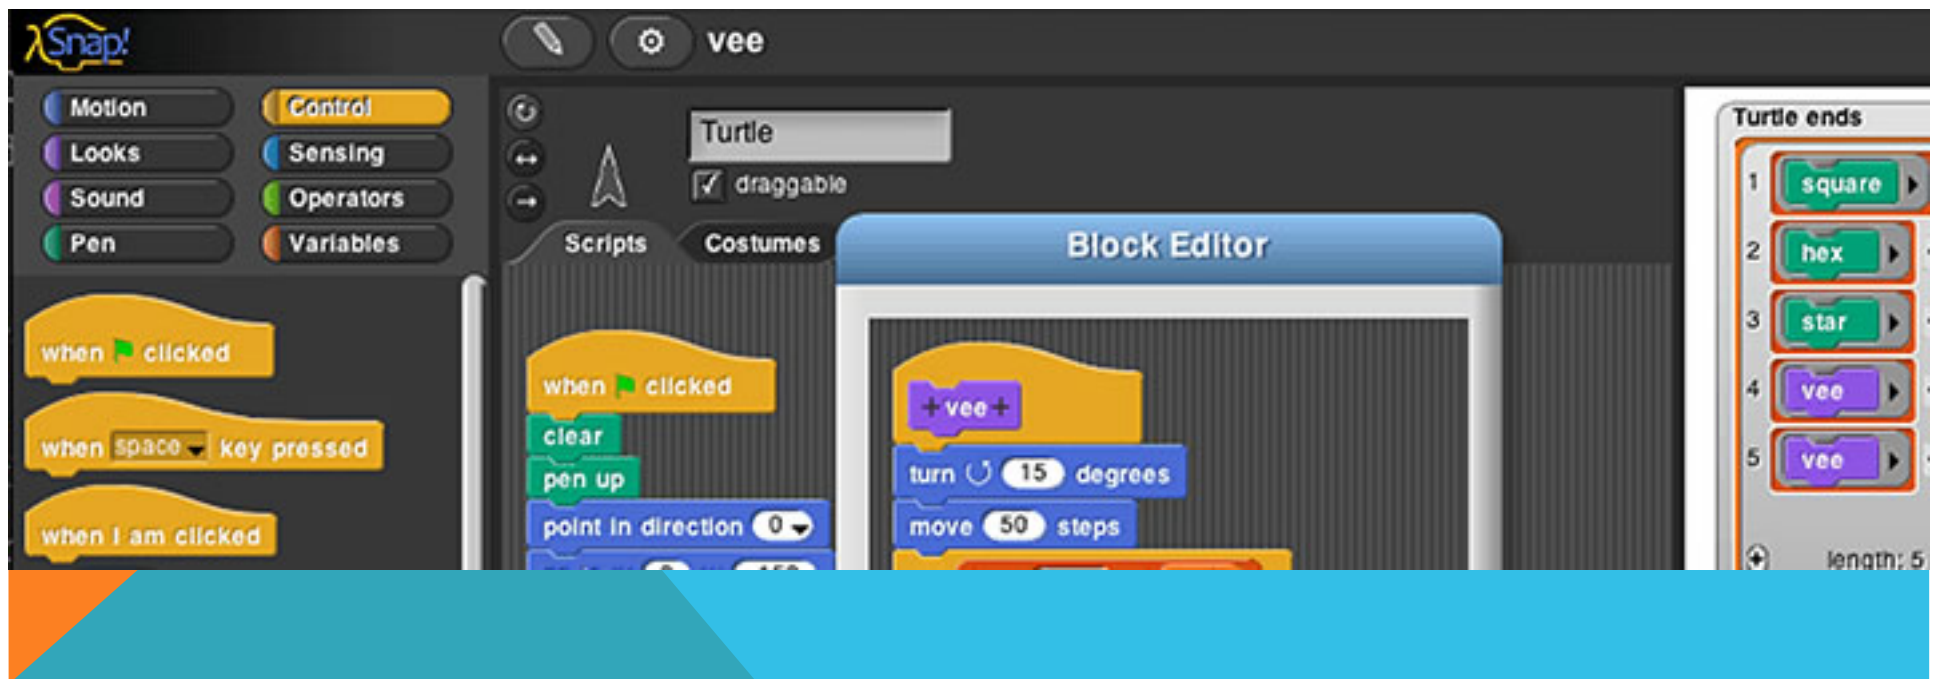 λSnap!
vee
Motion
Control
Looks
Sensing
Sound
Operators
Pen
Variables
when clicked
when space key pressed
when I am clicked
Turtle
draggable
Scripts
Costumes
when clicked
clear
pen up
point in direction 0
Block Editor
+vee+
turn 15 degrees
move 50 steps
Turtle ends
1 square
2 hex
3 star
4 vee
5 vee
length: 5